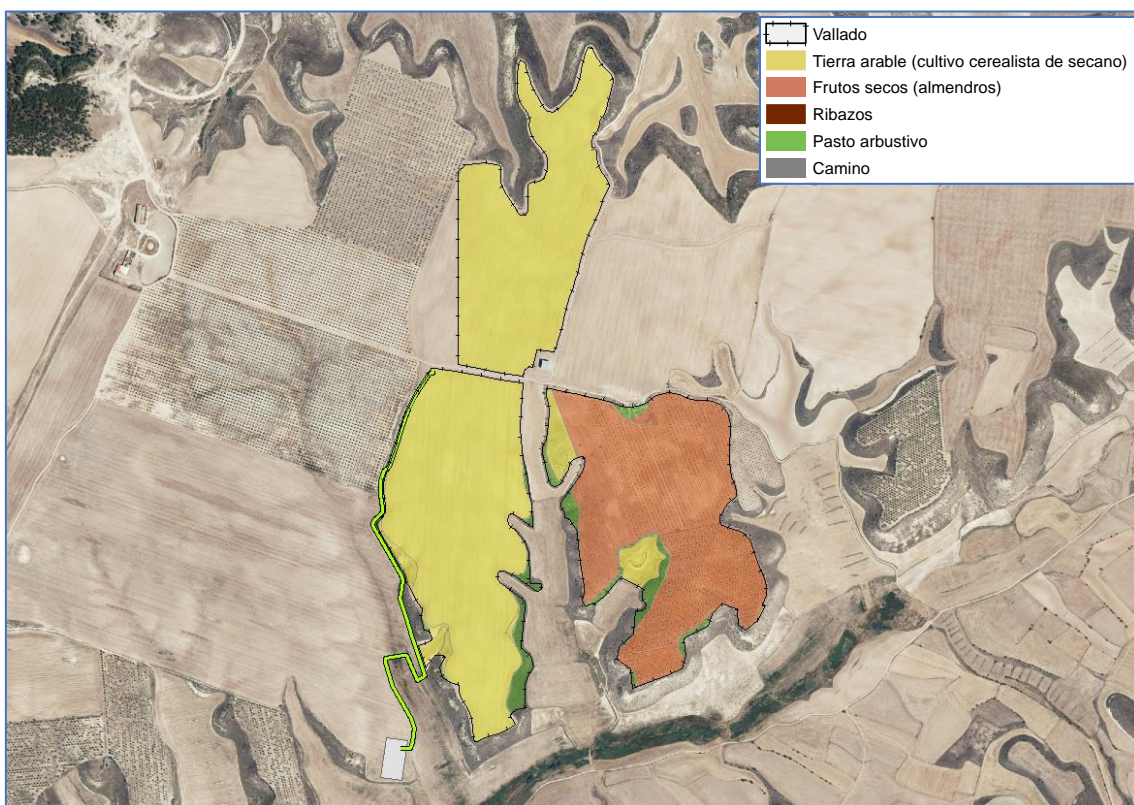 Vallado
Tierra arable (cultivo cerealista de secano)
Frutos secos (almendros)
Ribazos
Pasto arbustivo
Camino